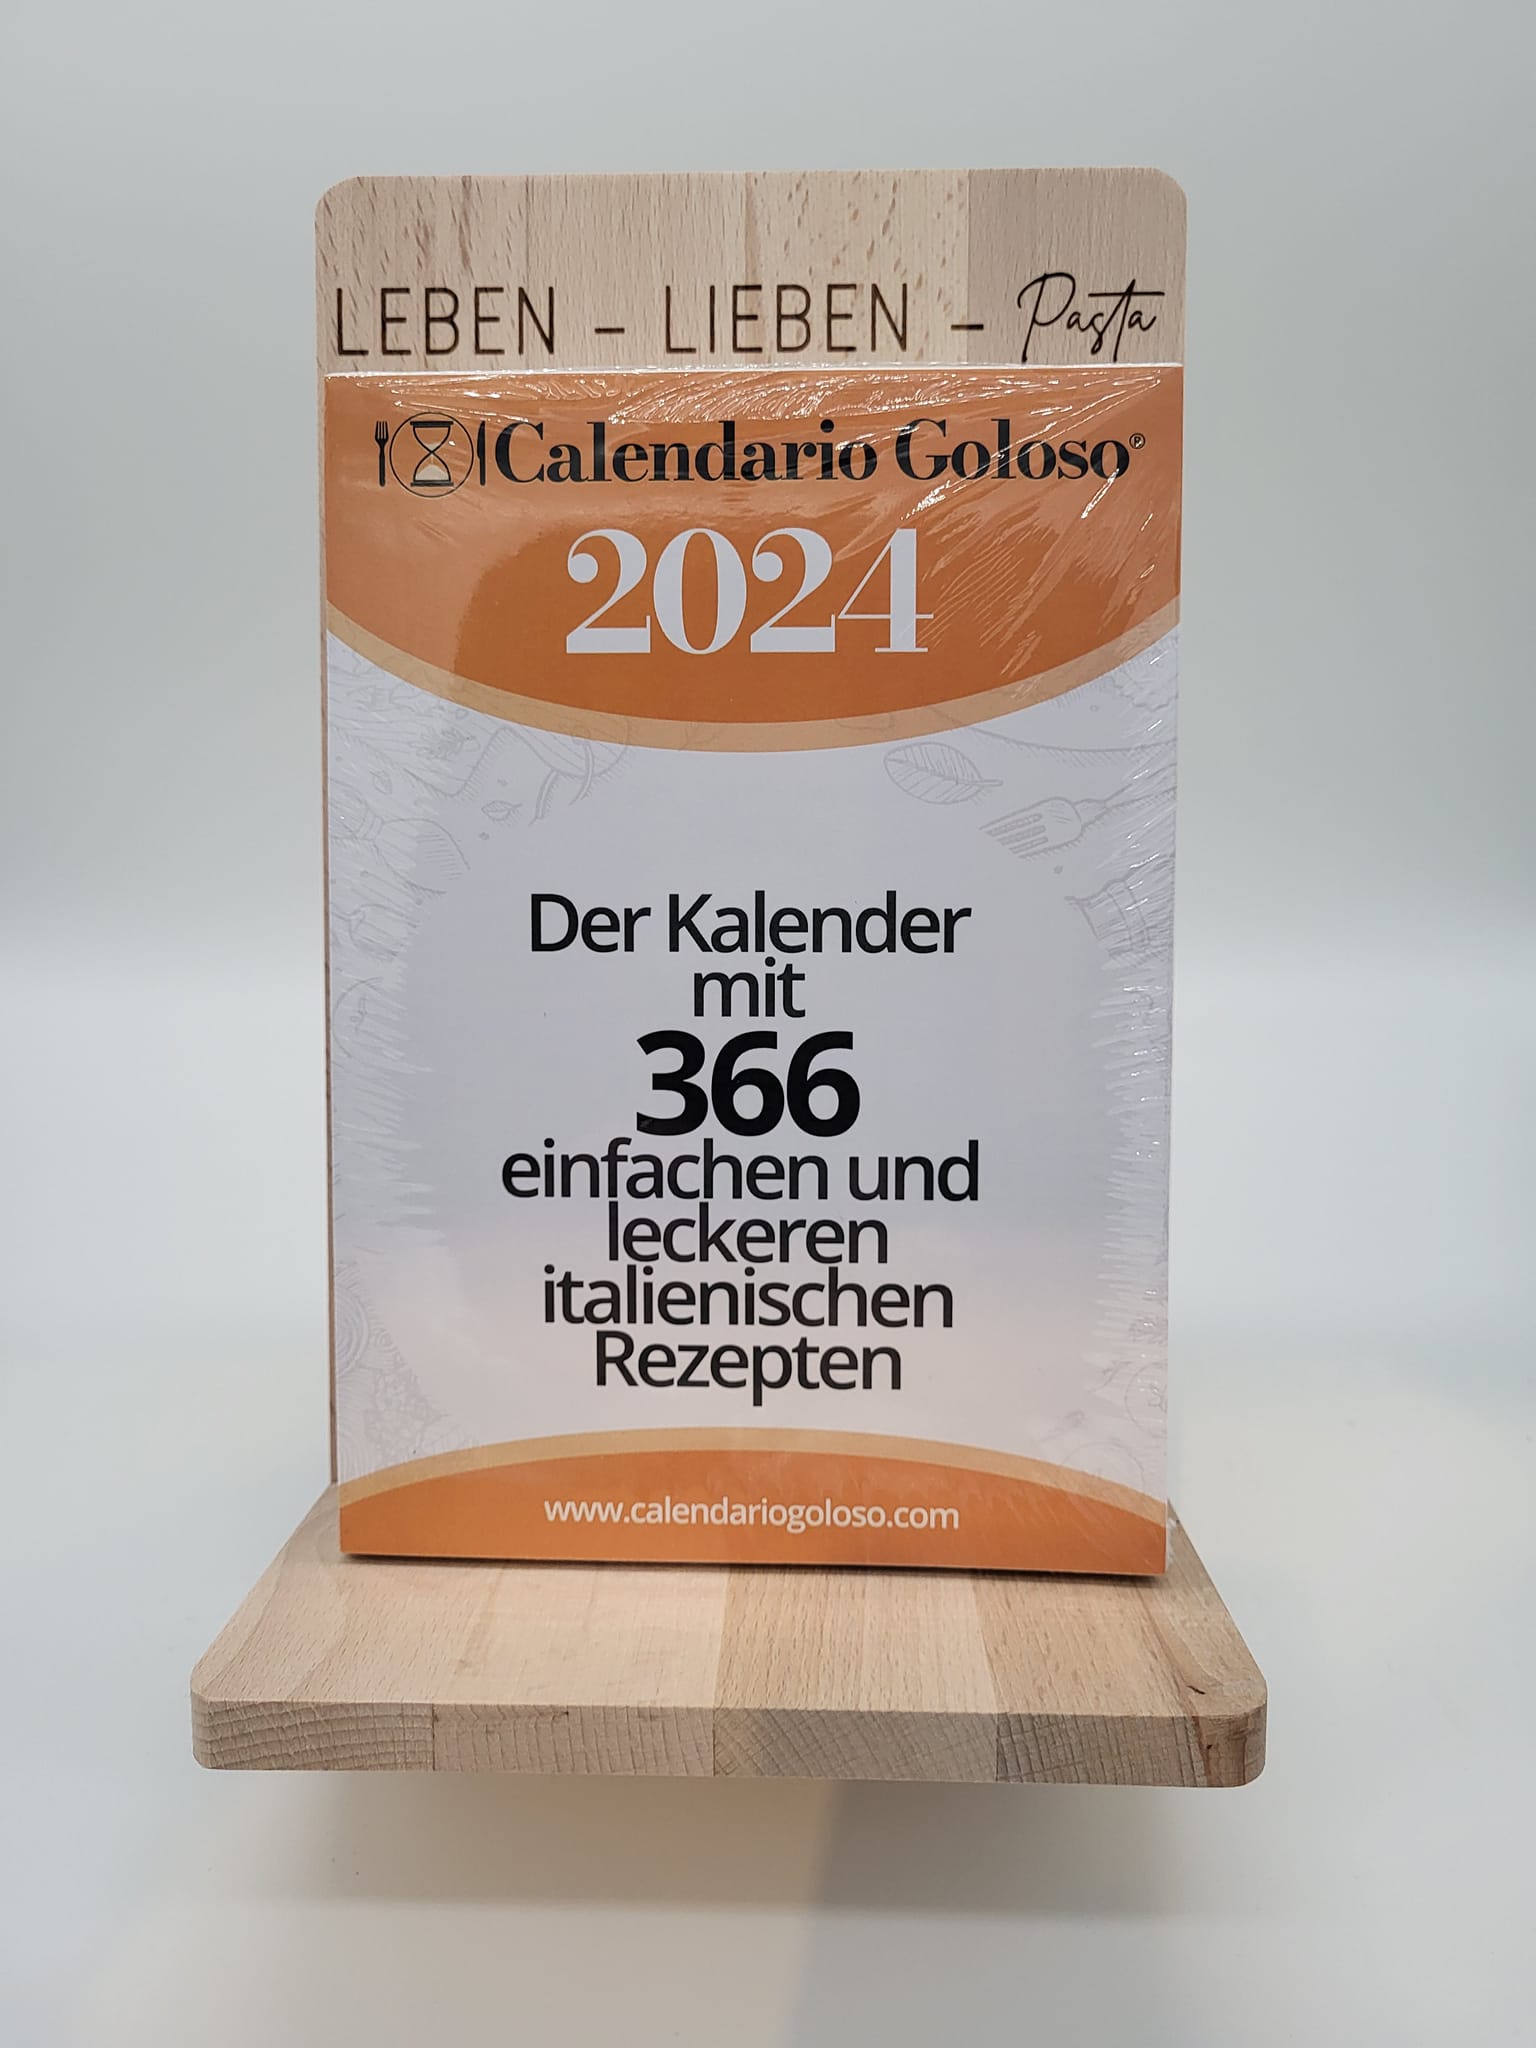 LEBEN – LIEBEN – Pasta
Calendario Goloso®
2024
Der Kalender
mit
366
einfachen und
leckeren
italienischen
Rezepten
www.calendariogoloso.com